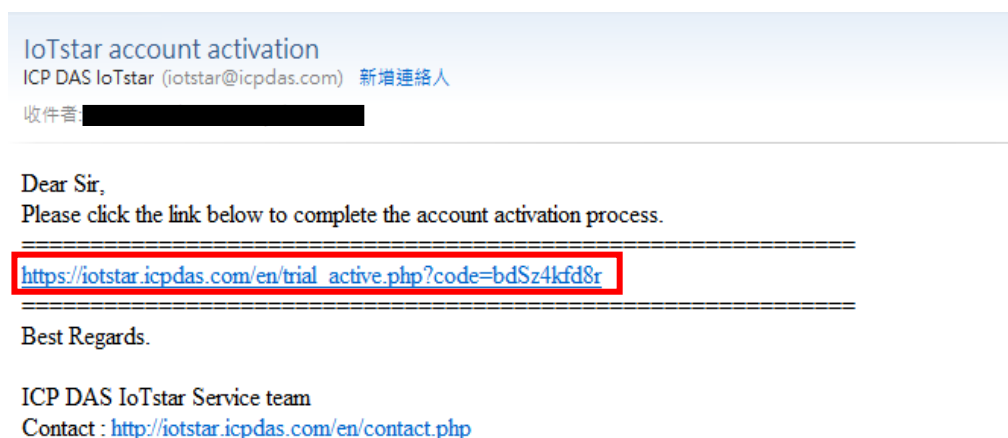 IoTstar account activation
ICP DAS IoTstar (iotstar@icpdas.com) 新增連絡人
收件者:
Dear Sir,
Please click the link below to complete the account activation process.
=============================================================
https://iotstar.icpdas.com/en/trial_active.php?code=bdSz4kfd8r
=============================================================
Best Regards.
ICP DAS IoTstar Service team
Contact : http://iotstar.icpdas.com/en/contact.php